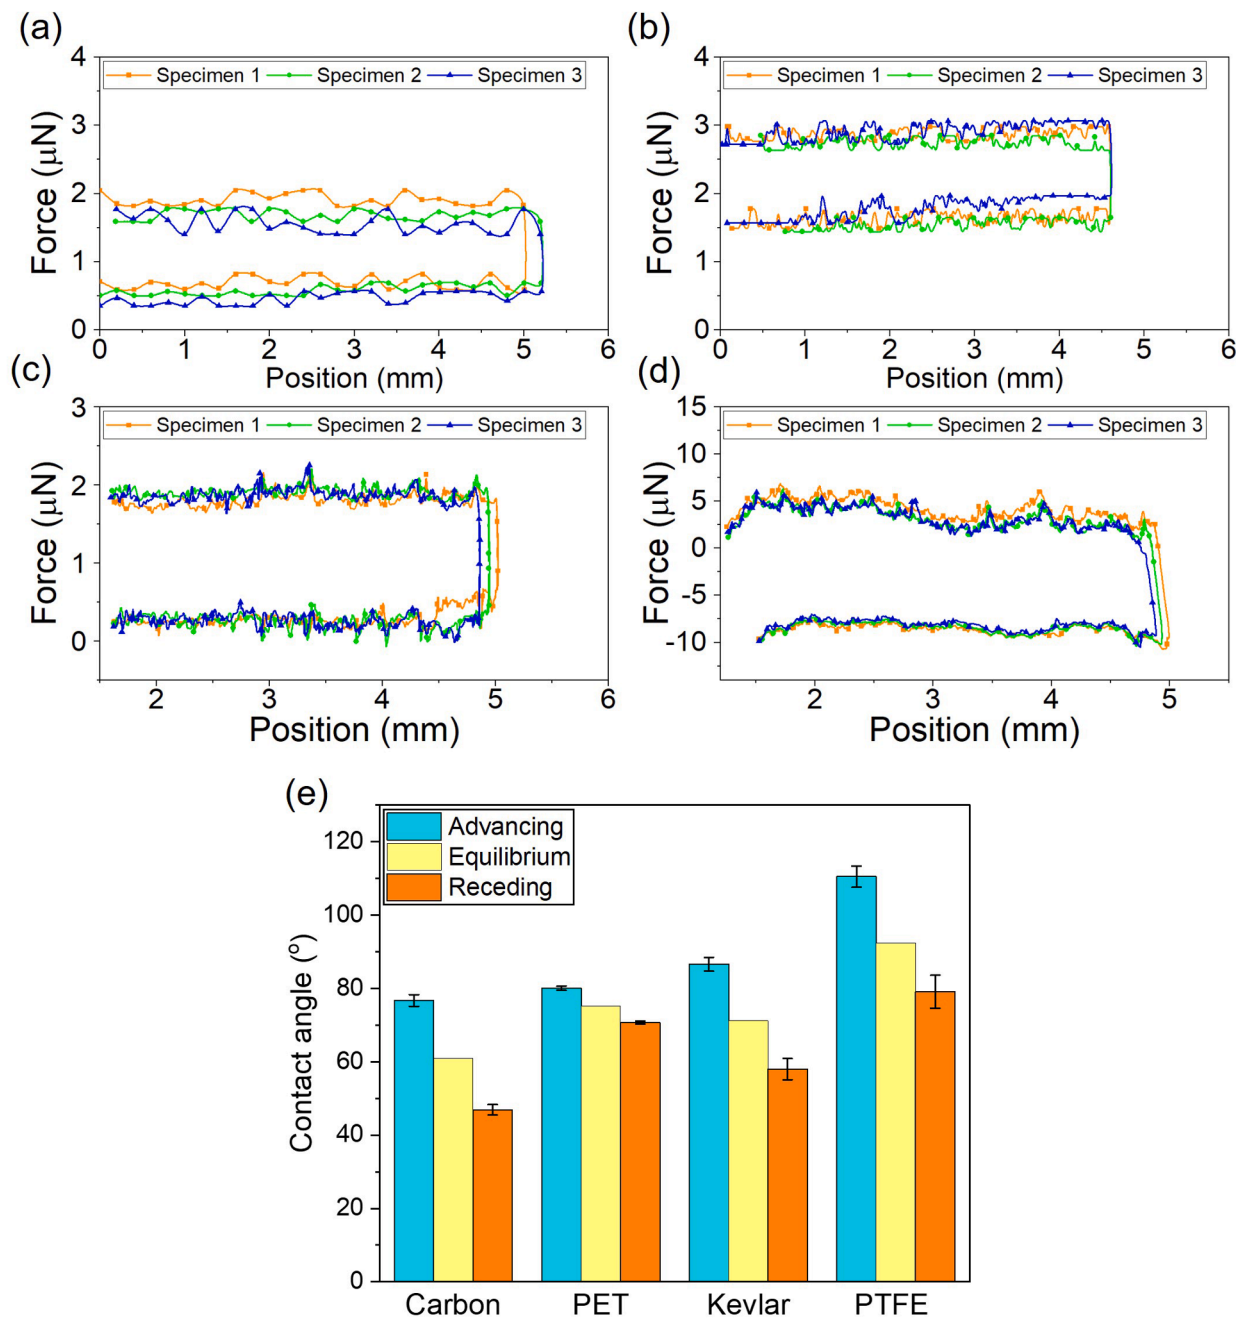 (a)
4
3
2
1
0
Force (μN)
Specimen 1 Specimen 2 Specimen 3
0 1 2 3 4 5 6
Position (mm)
(b)
4
3
2
1
0
Force (μN)
Specimen 1 Specimen 2 Specimen 3
0 1 2 3 4 5 6
Position (mm)
(c)
3
2
1
0
Force (μN)
Specimen 1 Specimen 2 Specimen 3
2 3 4 5 6
Position (mm)
(d)
15
10
5
0
-5
-10
Force (μN)
Specimen 1 Specimen 2 Specimen 3
2 3 4 5
Position (mm)
(e)
120
100
80
60
40
20
0
Contact angle (°)
Advancing
Equilibrium
Receding
Carbon PET Kevlar PTFE